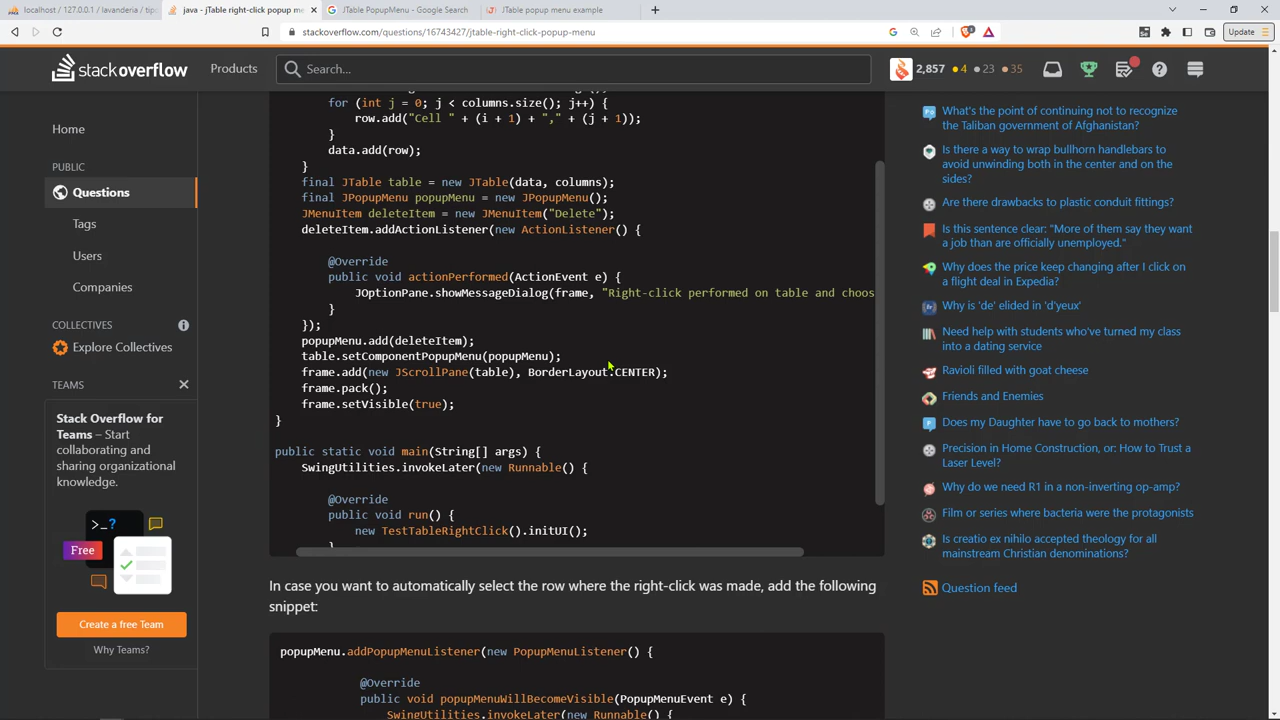 localhost / 127.0.0.1 / lavanderia / tip
java - jTable right-click popup me
JTable PopupMenu - Google Search
JTable popup menu example
stackoverflow.com/questions/16743427/jtable-right-click-popup-menu
Update
stackoverflow
Products
Search...
2,857
4
23
35
Home
PUBLIC
Questions
Tags
Users
Companies
COLLECTIVES
Explore Collectives
TEAMS
Stack Overflow for
Teams – Start
collaborating and
sharing organizational
knowledge.
Free
Create a free Team
Why Teams?
for (int j = 0; j < columns.size(); j++) {
row.add("Cell " + (i + 1) + "," + (j + 1));
}
data.add(row);
}
final JTable table = new JTable(data, columns);
final JPopupMenu popupMenu = new JPopupMenu();
JMenuItem deleteItem = new JMenuItem("Delete");
deleteItem.addActionListener(new ActionListener() {
@Override
public void actionPerformed(ActionEvent e) {
JOptionPane.showMessageDialog(frame, "Right-click performed on table and choos
}
});
popupMenu.add(deleteItem);
table.setComponentPopupMenu(popupMenu);
frame.add(new JScrollPane(table), BorderLayout.CENTER);
frame.pack();
frame.setVisible(true);
}
public static void main(String[] args) {
SwingUtilities.invokeLater(new Runnable() {
@Override
public void run() {
new TestTableRightClick().initUI();
}
In case you want to automatically select the row where the right-click was made, add the following
snippet:
popupMenu.addPopupMenuListener(new PopupMenuListener() {
@Override
public void popupMenuWillBecomeVisible(PopupMenuEvent e) {
SwingUtilities.invokeLater(new Runnable() {
What's the point of continuing not to recognize
the Taliban government of Afghanistan?
Is there a way to wrap bullhorn handlebars to
avoid unwinding both in the center and on the
sides?
Are there drawbacks to plastic conduit fittings?
Is this sentence clear: "More of them say they want
a job than are officially unemployed."
Why does the price keep changing after I click on
a flight deal in Expedia?
Why is 'de' elided in 'd'yeux'
Need help with students who've turned my class
into a dating service
Ravioli filled with goat cheese
Friends and Enemies
Does my Daughter have to go back to mothers?
Precision in Home Construction, or: How to Trust a
Laser Level?
Why do we need R1 in a non-inverting op-amp?
Film or series where bacteria were the protagonists
Is creatio ex nihilo accepted theology for all
mainstream Christian denominations?
Question feed